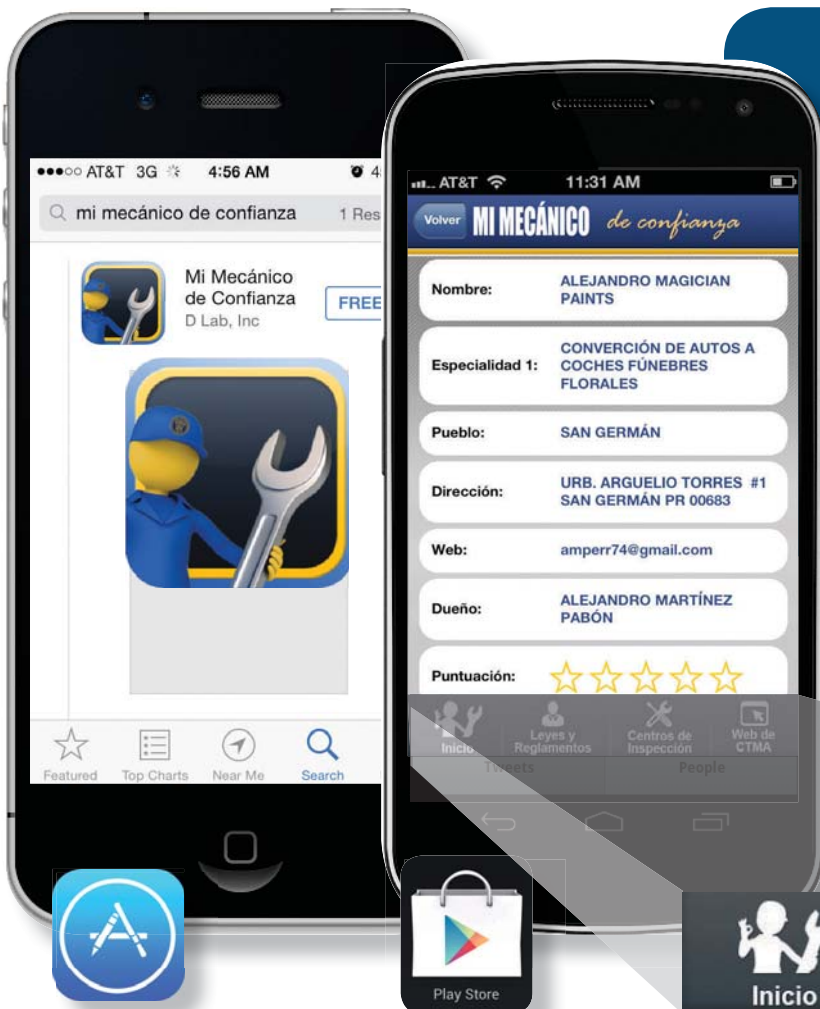 AT&T 3G 4:56 AM
mi mecánico de confianza 1 Res
Mi Mecánico
de Confianza
D Lab, Inc
FREE
Featured Top Charts Near Me Search
AT&T 11:31 AM
Volver MI MECÁNICO de confianza
Nombre: ALEJANDRO MAGICIAN
PAINTS
Especialidad 1: CONVERCIÓN DE AUTOS A
COCHES FÚNEBRES
FLORALES
Pueblo: SAN GERMÁN
Dirección: URB. ARGUELIO TORRES #1
SAN GERMÁN PR 00683
Web: amperr74@gmail.com
Dueño: ALEJANDRO MARTÍNEZ
PABÓN
Puntuación:
Inicio Leyes y
Reglamentos Centros de
Inspección Web de
CTMA
Tweets People
Play Store
Inicio